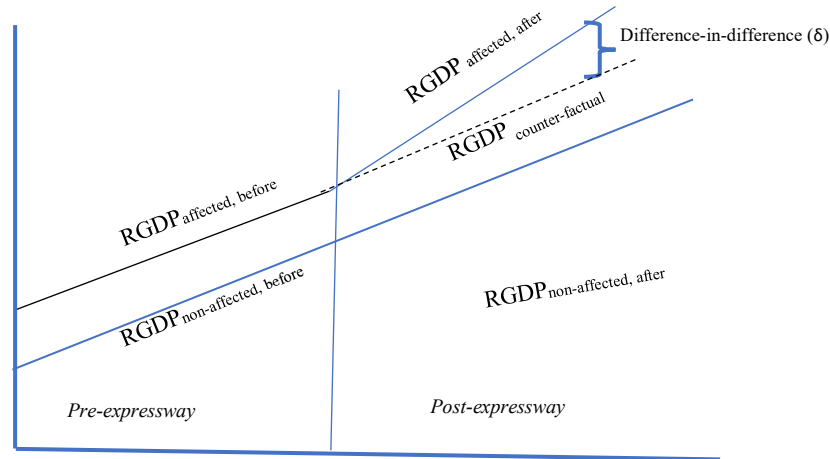 Difference-in-difference (δ)
RGDP affected, after
RGDP counter-factual
RGDP affected, before
RGDP non-affected, before
RGDP non-affected, after
Pre-expressway
Post-expressway